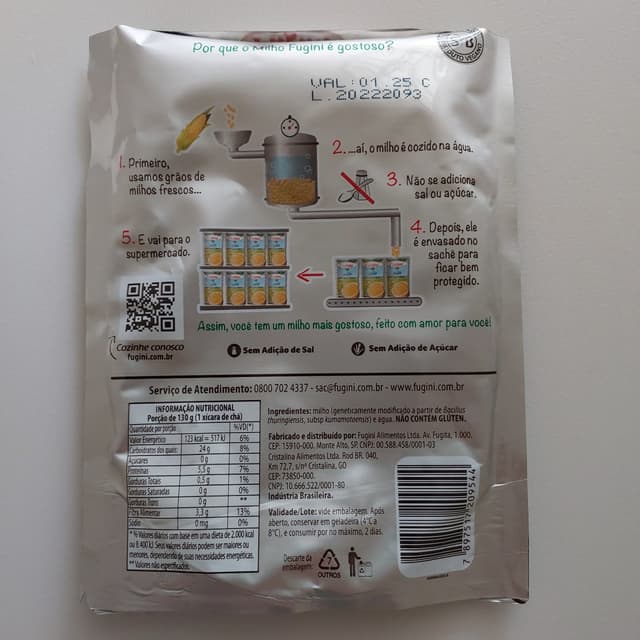 Por que o Milho Fugini é gostoso?
VAL:01.25 C
L.20222093
1. Primeiro,
usamos grãos de
milhos frescos...
2. ...aí, o milho é cozido na água.
3. Não se adiciona
sal ou açúcar.
4. Depois, ele
é envasado no
sachê para
ficar bem
protegido.
5. E vai para o
supermercado.
Cozinhe conosco
fugini.com.br
Assim, você tem um milho mais gostoso, feito com amor para você!
Sem Adição de Sal
Sem Adição de Açúcar
Serviço de Atendimento: 0800 702 4337 - sac@fugini.com.br - www.fugini.com.br
INFORMAÇÃO NUTRICIONAL
Porção de 130 g (1 xícara de chá)
Quantidade por porção %VD(*)
Valor Energético 123 kcal = 517 kJ 6%
Carboidratos dos quais: 24 g 8%
Açúcares 0 g 0%
Proteínas 5,5 g 7%
Gorduras Totais 0,5 g 1%
Gorduras Saturadas 0 g 0%
Gorduras Trans 0 g **
Fibra Alimentar 3,3 g 13%
Sódio 0 mg 0%
* % Valores diários com base em uma dieta de 2.000 kcal
ou 8.400 kJ. Seus valores diários podem ser maiores ou
menores, dependendo de suas necessidades energéticas.
** Valores não especificados.
Ingredientes: milho (geneticamente modificado a partir de Bacillus
thuringiensis, subsp kumamotoensis) e água. NÃO CONTÉM GLÚTEN.
Fabricado e distribuído por: Fugini Alimentos Ltda. Av. Fugita, 1.000,
CEP: 15910-000. Monte Alto, SP. CNPJ: 00.588.458/0001-03
Cristalina Alimentos Ltda. Rod BR. 040,
Km 72,7, s/nº Cristalina, GO
CEP: 73850-000.
CNPJ: 10.666.522/0001-80
Indústria Brasileira.
Validade/Lote: vide embalagem. Após
aberto, conservar em geladeira (4°C a
8°C), e consumir por no máximo, 2 dias.
Descarte da
embalagem:
7
OUTROS
7 897517 209544